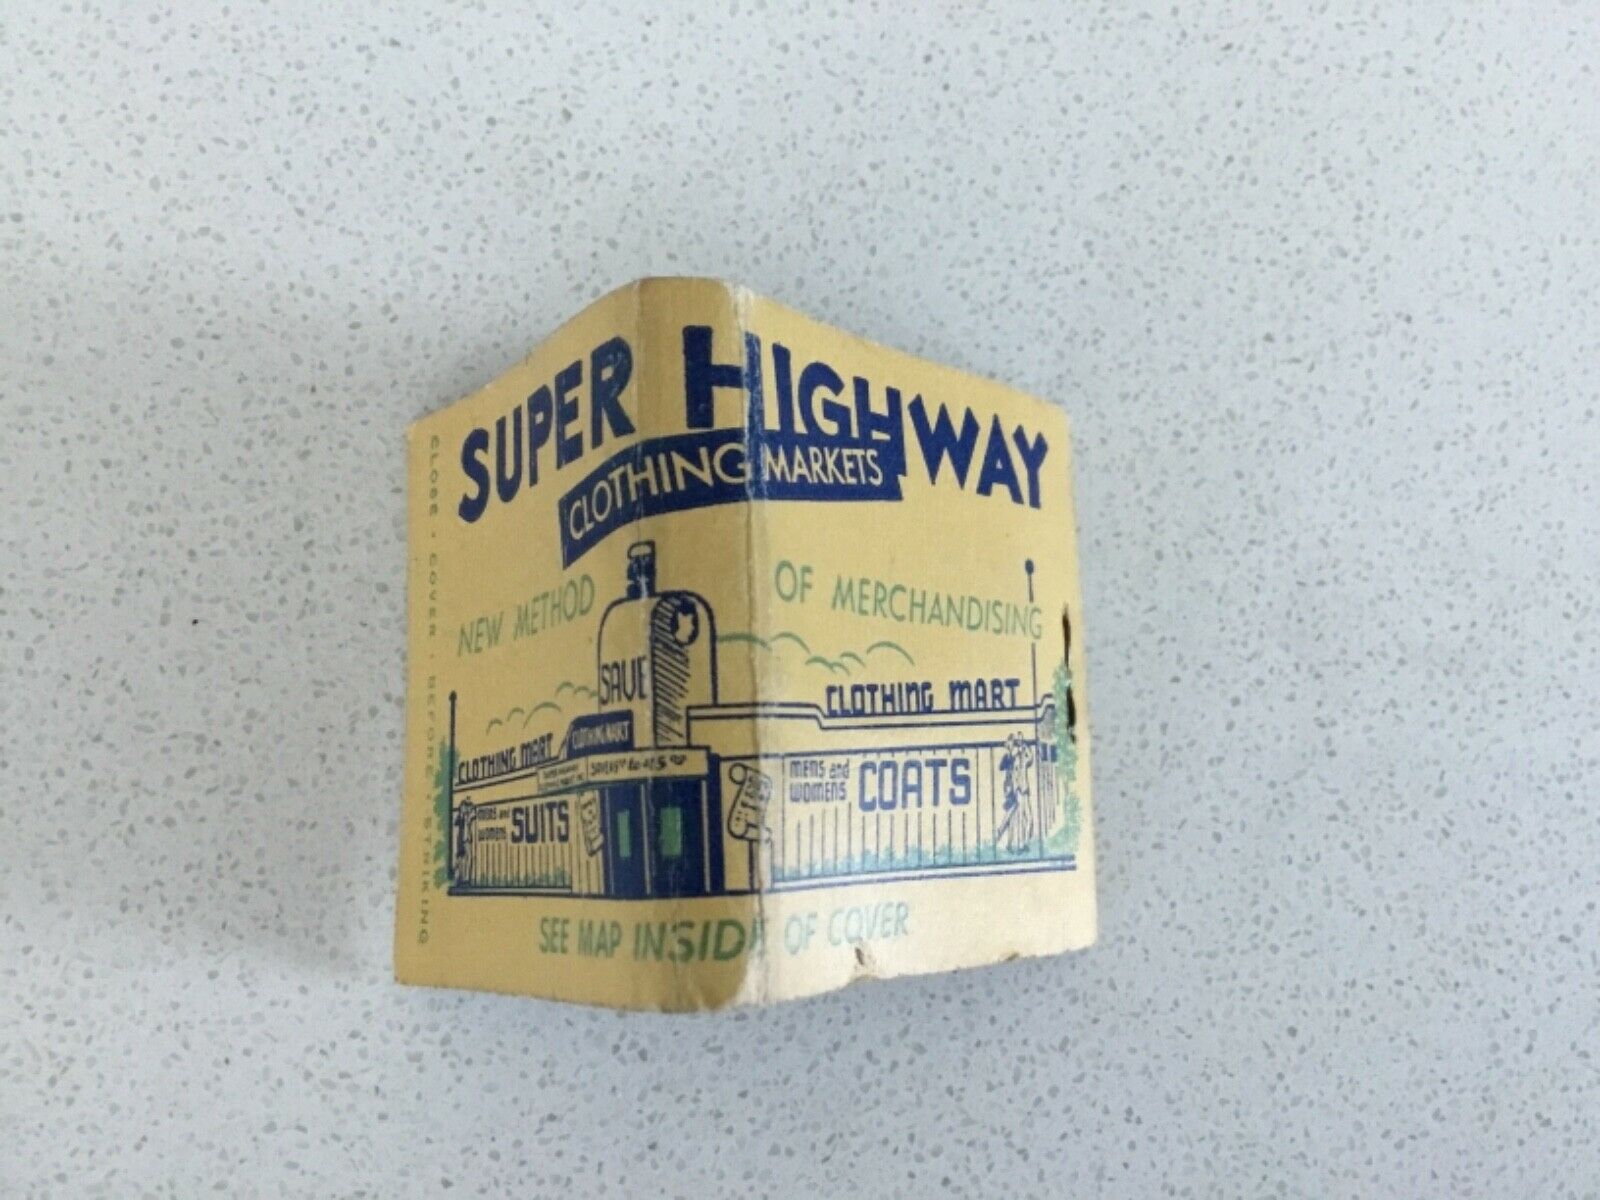 SUPER HIGHWAY
CLOTHING MARKETS
NEW METHOD OF MERCHANDISING
SAVE
CLOTHING MART
CLOTHING MART
CLOTHING MART
MENS and WOMENS SUITS
MENS and WOMENS COATS
SEE MAP INSIDE OF COVER
CLOSE COVER BEFORE STRIKING